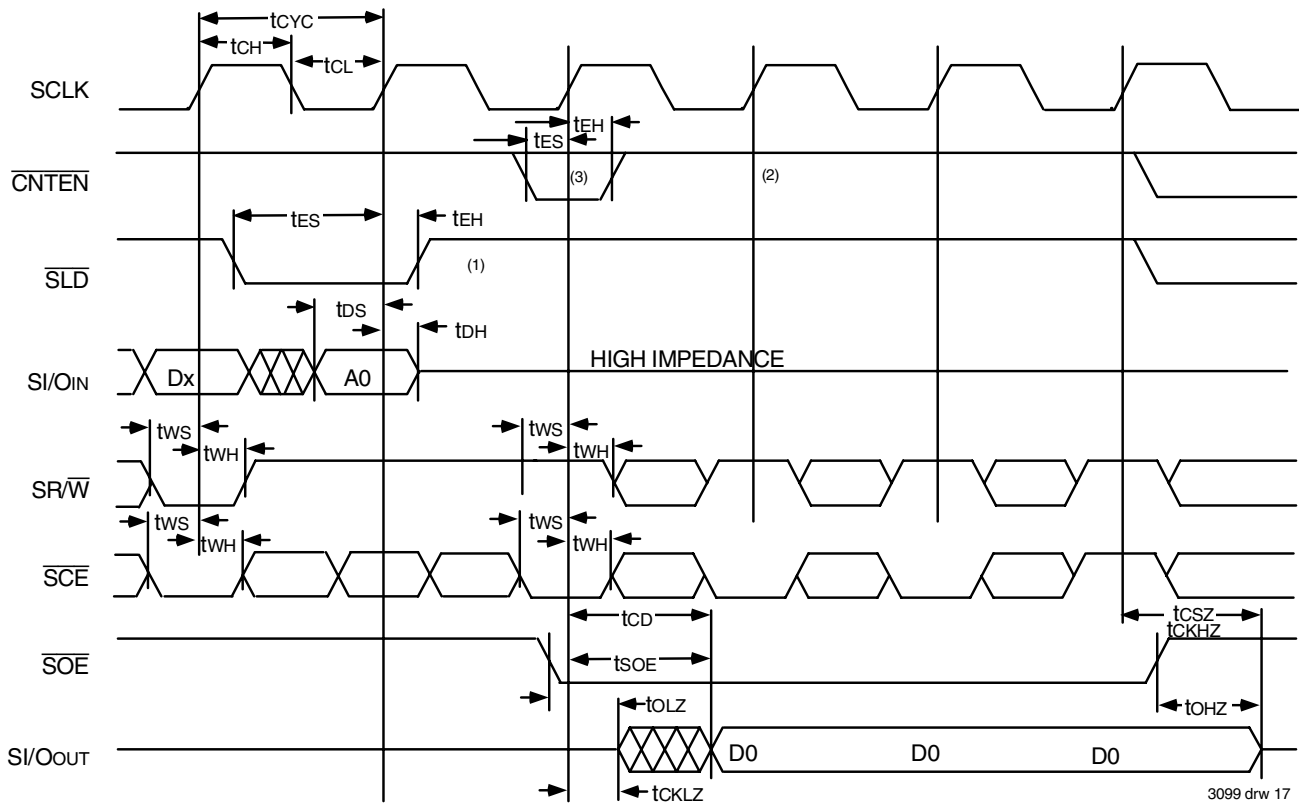 tCYC
tCH
tCL
SCLK
tEH
tES
CNTEN
(3)
(2)
tES
tEH
SLD
(1)
tDS
tDH
HIGH IMPEDANCE
SI/OIN
Dx
A0
tWS
tWS
tWH
tWH
SR/W
tWS
tWS
tWH
tWH
SCE
tCD
tCSZ
tCKHZ
SOE
tSOE
tOLZ
tOHZ
SI/OOUT
D0
D0
D0
tCKLZ
3099 drw 17